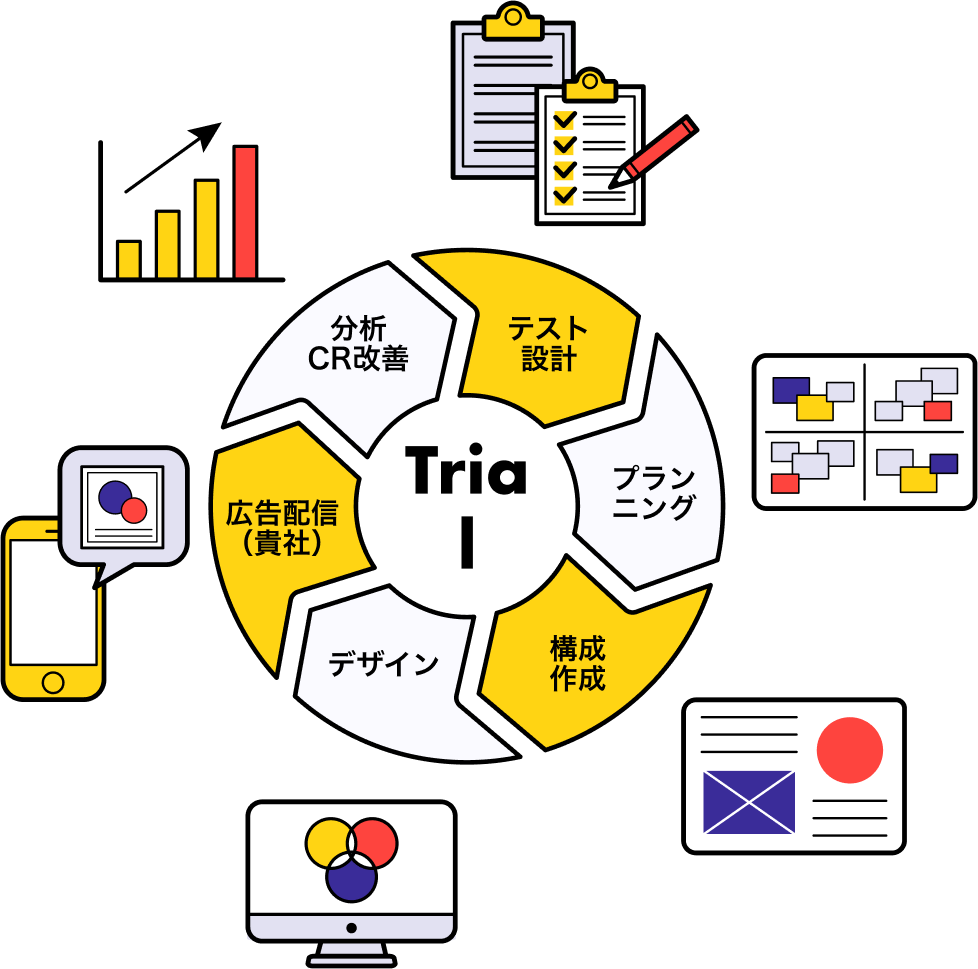 テスト
設計
プラン
ニング
構成
作成
デザイン
広告配信
（貴社）
分析
CR改善
Tria
l